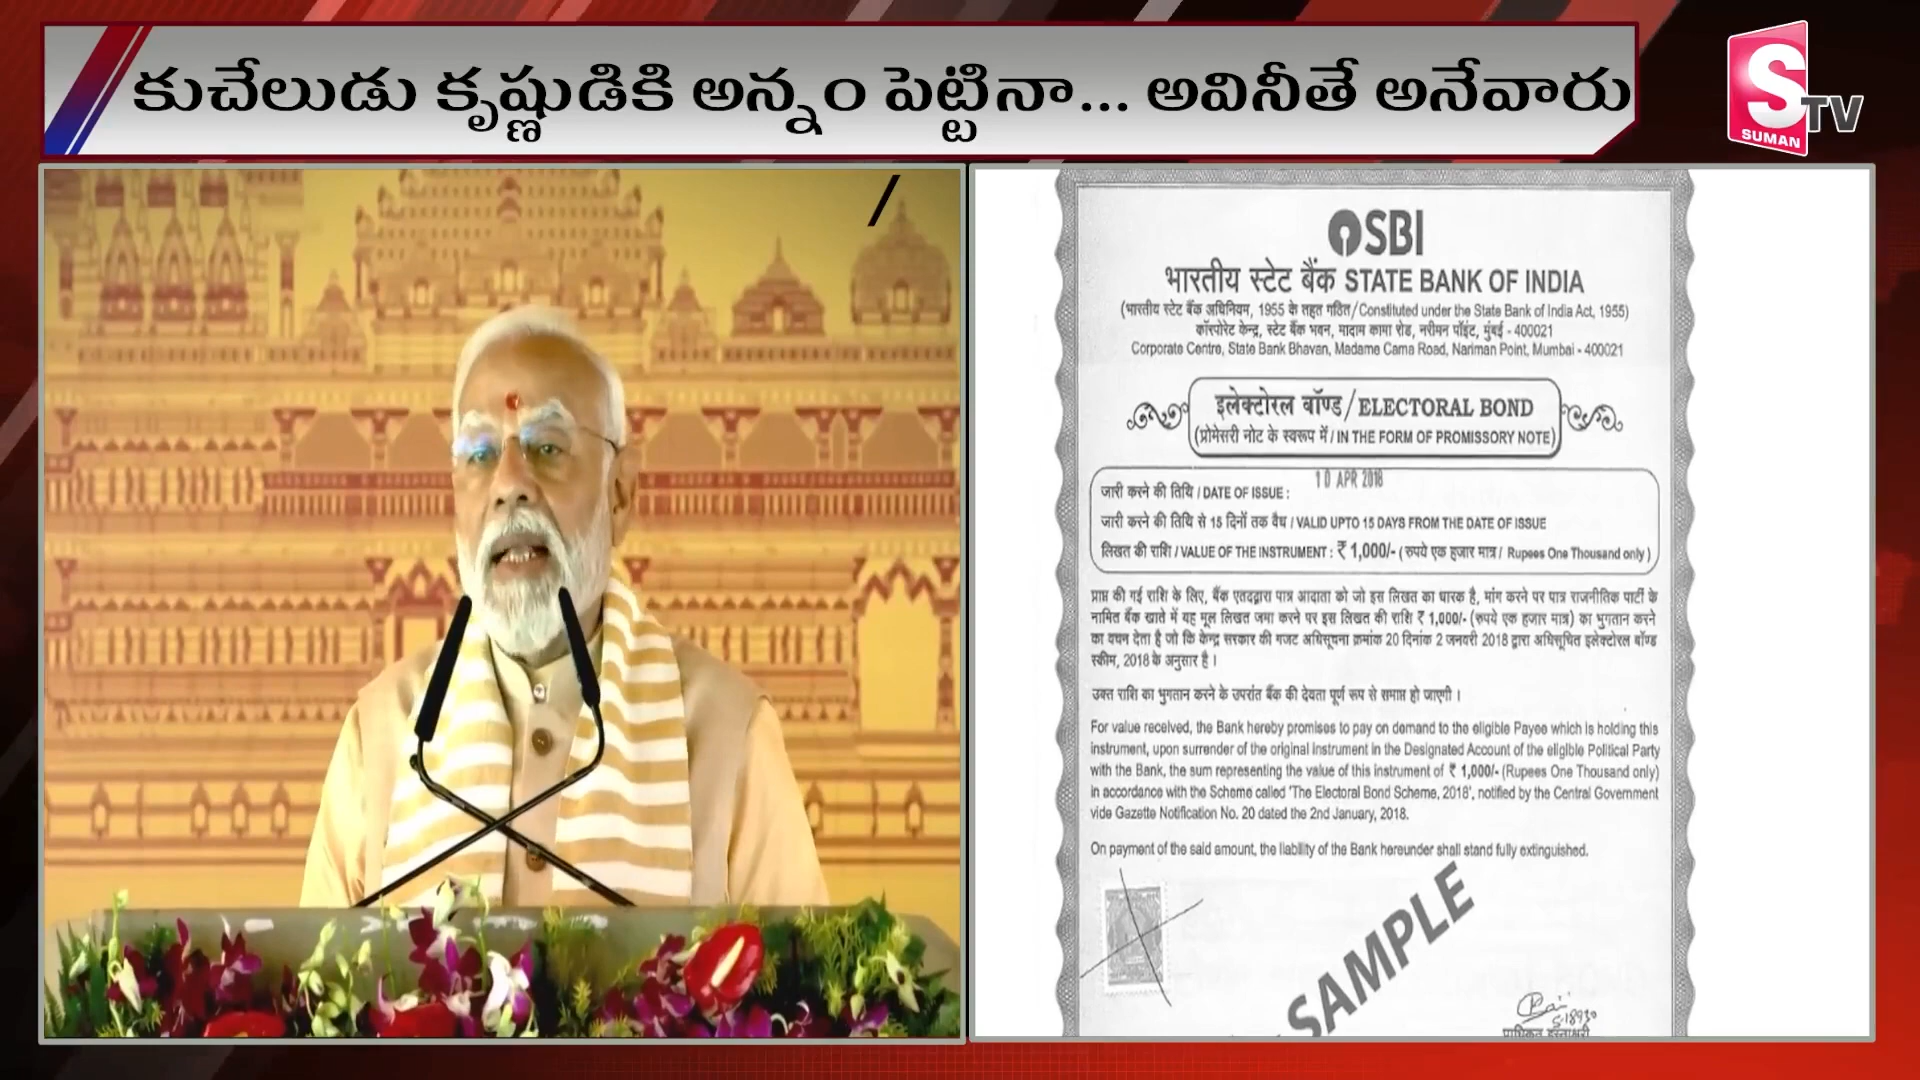 కుచేలుడు కృష్ణుడికి అన్నం పెట్టినా... అవినీతే అనేవారు
S TV
SUMAN
/
SBI
भारतीय स्टेट बैंक STATE BANK OF INDIA
(भारतीय स्टेट बैंक अधिनियम, 1955 के तहत गठित/Constituted under the State Bank of India Act, 1955)
कॉरपोरेट केन्द्र, स्टेट बैंक भवन, मादाम कामा रोड, नरीमन पॉइंट, मुंबई - 400021
Corporate Centre, State Bank Bhavan, Madame Cama Road, Nariman Point, Mumbai - 400021
इलेक्टोरल बॉण्ड/ELECTORAL BOND
(प्रोमेसरी नोट के स्वरूप में/ IN THE FORM OF PROMISSORY NOTE)
10 APR 2018
जारी करने की तिथि / DATE OF ISSUE :
जारी करने की तिथि से 15 दिनों तक वैध / VALID UPTO 15 DAYS FROM THE DATE OF ISSUE
लिखत की राशि / VALUE OF THE INSTRUMENT : ₹ 1,000/- (रुपये एक हजार मात्र / Rupees One Thousand only)
प्राप्त की गई राशि के लिए, बैंक एतदद्वारा पात्र आदाता को जो इस लिखत का धारक है, मांग करने पर पात्र राजनीतिक पार्टी के
नामित बैंक खाते में यह मूल लिखत जमा करने पर इस लिखत की राशि ₹ 1,000/- (रुपये एक हजार मात्र) का भुगतान करने
का वचन देता है जो कि केन्द्र सरकार की गजट अधिसूचना क्रमांक 20 दिनांक 2 जनवरी 2018 द्वारा अधिसूचित इलेक्टोरल बॉण्ड
स्कीम, 2018 के अनुसार है ।
उक्त राशि का भुगतान करने के उपरांत बैंक की देयता पूर्ण रूप से समाप्त हो जाएगी ।
For value received, the Bank hereby promises to pay on demand to the eligible Payee which is holding this
instrument, upon surrender of the original instrument in the Designated Account of the eligible Political Party
with the Bank, the sum representing the value of this instrument of ₹ 1,000/- (Rupees One Thousand only)
in accordance with the Scheme called 'The Electoral Bond Scheme, 2018', notified by the Central Government
vide Gazette Notification No. 20 dated the 2nd January, 2018.
On payment of the said amount, the liability of the Bank hereunder shall stand fully extinguished.
SAMPLE